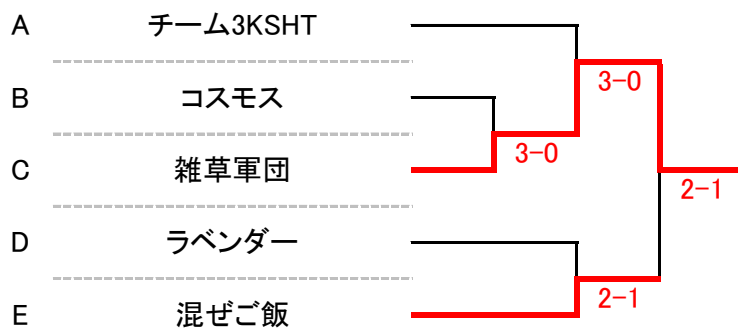 A チーム3KSHT
3-0
B コスモス
3-0
C 雑草軍団
2-1
D ラベンダー
2-1
E 混ぜご飯